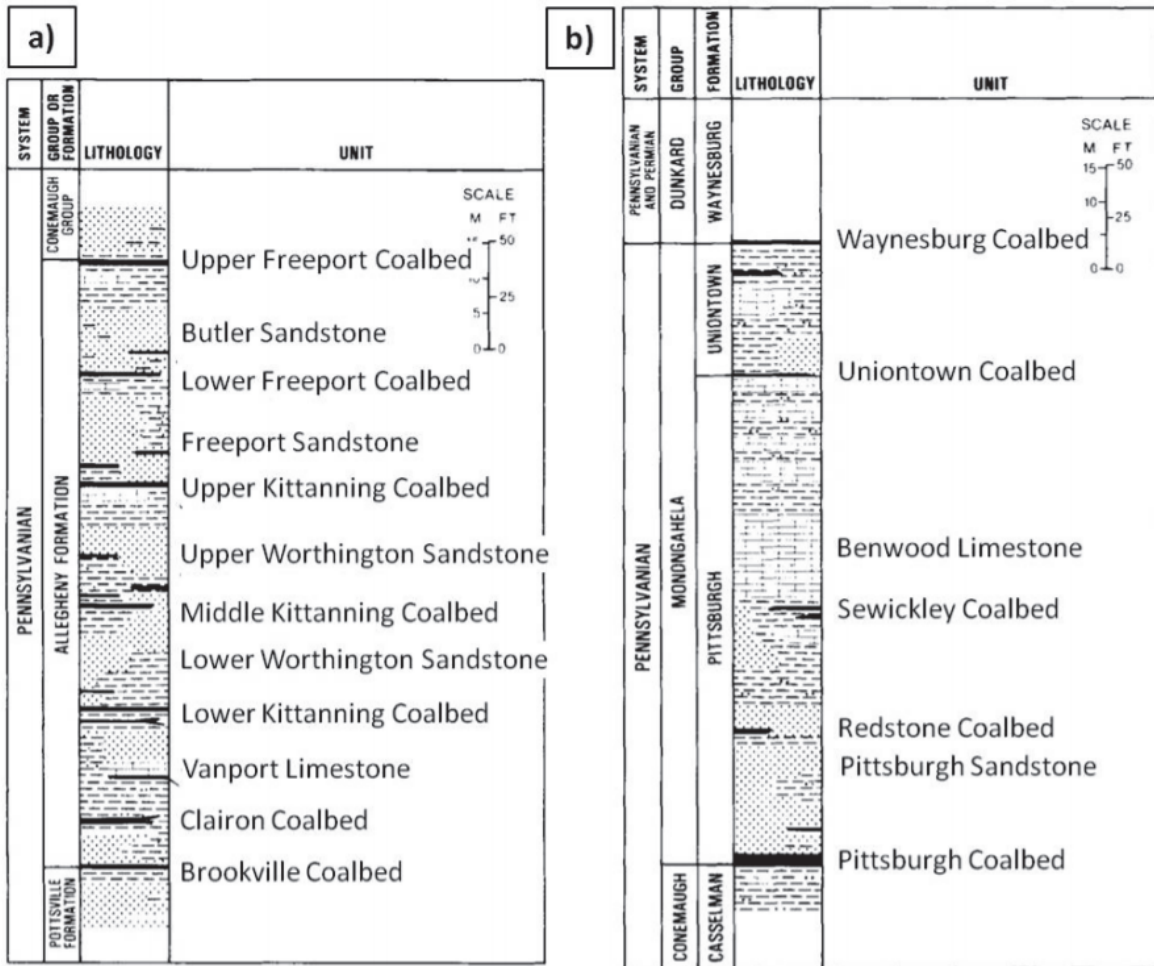 a)
SYSTEM
GROUP OR
FORMATION
LITHOLOGY
UNIT
PENNSYLVANIAN
CONEMAUGH
GROUP
ALLEGHENY FORMATION
POTTSVILLE
FORMATION
SCALE
M FT
50
25
5
0 0
Upper Freeport Coalbed
Butler Sandstone
Lower Freeport Coalbed
Freeport Sandstone
Upper Kittanning Coalbed
Upper Worthington Sandstone
Middle Kittanning Coalbed
Lower Worthington Sandstone
Lower Kittanning Coalbed
Vanport Limestone
Clairon Coalbed
Brookville Coalbed
b)
SYSTEM
GROUP
FORMATION
LITHOLOGY
UNIT
PENNSYLVANIAN
AND PERMIAN
DUNKARD
WAYNESBURG
PENNSYLVANIAN
MONONGAHELA
UNIONTOWN
PITTSBURGH
CONEMAUGH
CASSELMAN
SCALE
M FT
15 50
10
25
0 0
Waynesburg Coalbed
Uniontown Coalbed
Benwood Limestone
Sewickley Coalbed
Redstone Coalbed
Pittsburgh Sandstone
Pittsburgh Coalbed